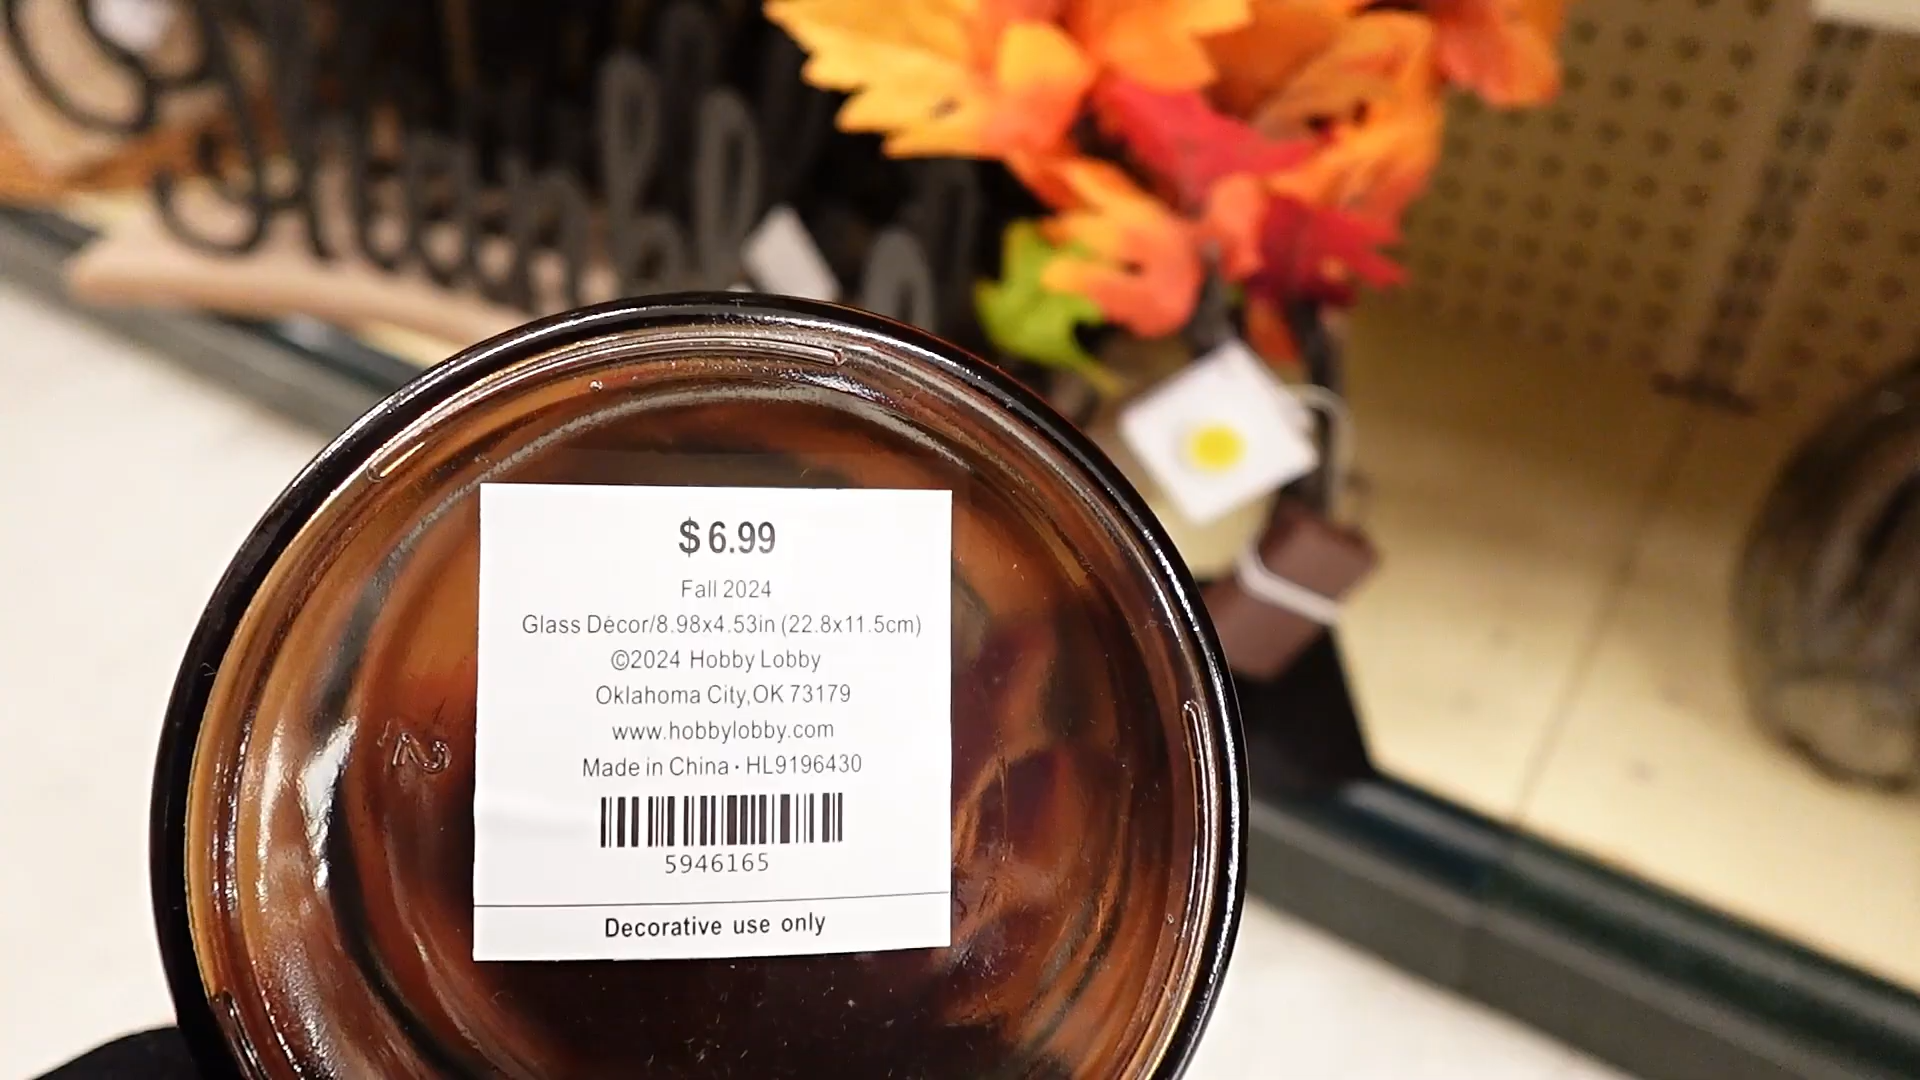 $6.99
Fall 2024
Glass Décor/8.98x4.53in (22.8x11.5cm)
©2024 Hobby Lobby
Oklahoma City,OK 73179
www.hobbylobby.com
Made in China · HL9196430
5946165
Decorative use only
2